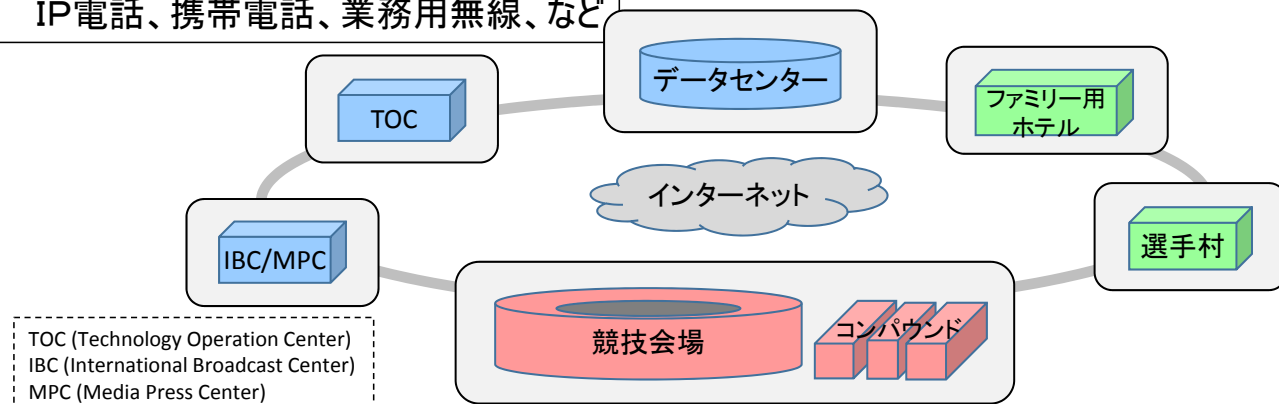 IP電話、携帯電話、業務用無線、など
データセンター
TOC
ファミリー用
ホテル
インターネット
IBC/MPC
選手村
競技会場
コンパウンド
TOC (Technology Operation Center)
IBC (International Broadcast Center)
MPC (Media Press Center)